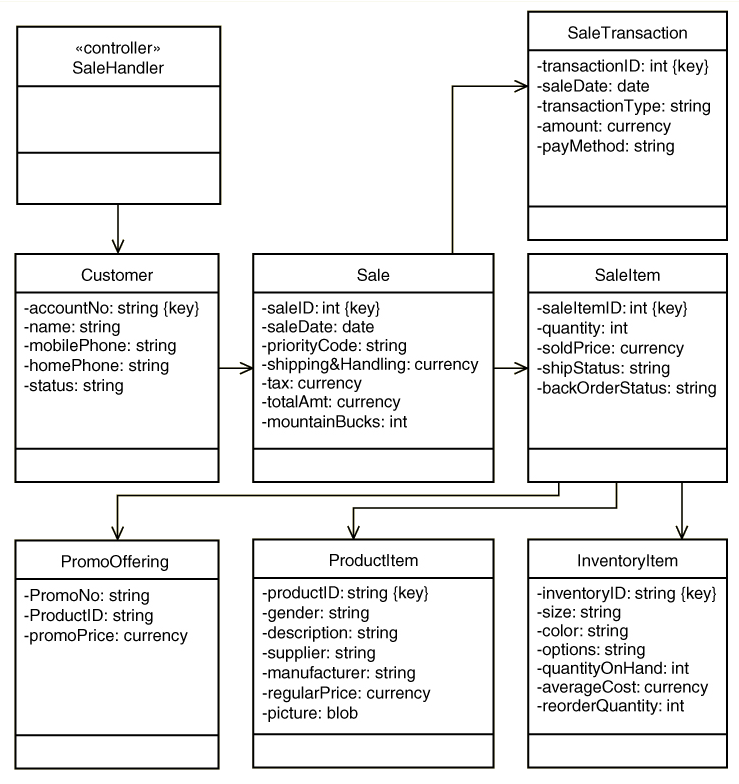 «controller»
SaleHandler
SaleTransaction
-transactionID: int {key}
-saleDate: date
-transactionType: string
-amount: currency
-payMethod: string
Customer
-accountNo: string {key}
-name: string
-mobilePhone: string
-homePhone: string
-status: string
Sale
-saleID: int {key}
-saleDate: date
-priorityCode: string
-shipping&Handling: currency
-tax: currency
-totalAmt: currency
-mountainBucks: int
SaleItem
-saleItemID: int {key}
-quantity: int
-soldPrice: currency
-shipStatus: string
-backOrderStatus: string
PromoOffering
-PromoNo: string
-ProductID: string
-promoPrice: currency
ProductItem
-productID: string {key}
-gender: string
-description: string
-supplier: string
-manufacturer: string
-regularPrice: currency
-picture: blob
InventoryItem
-inventoryID: string {key}
-size: string
-color: string
-options: string
-quantityOnHand: int
-averageCost: currency
-reorderQuantity: int